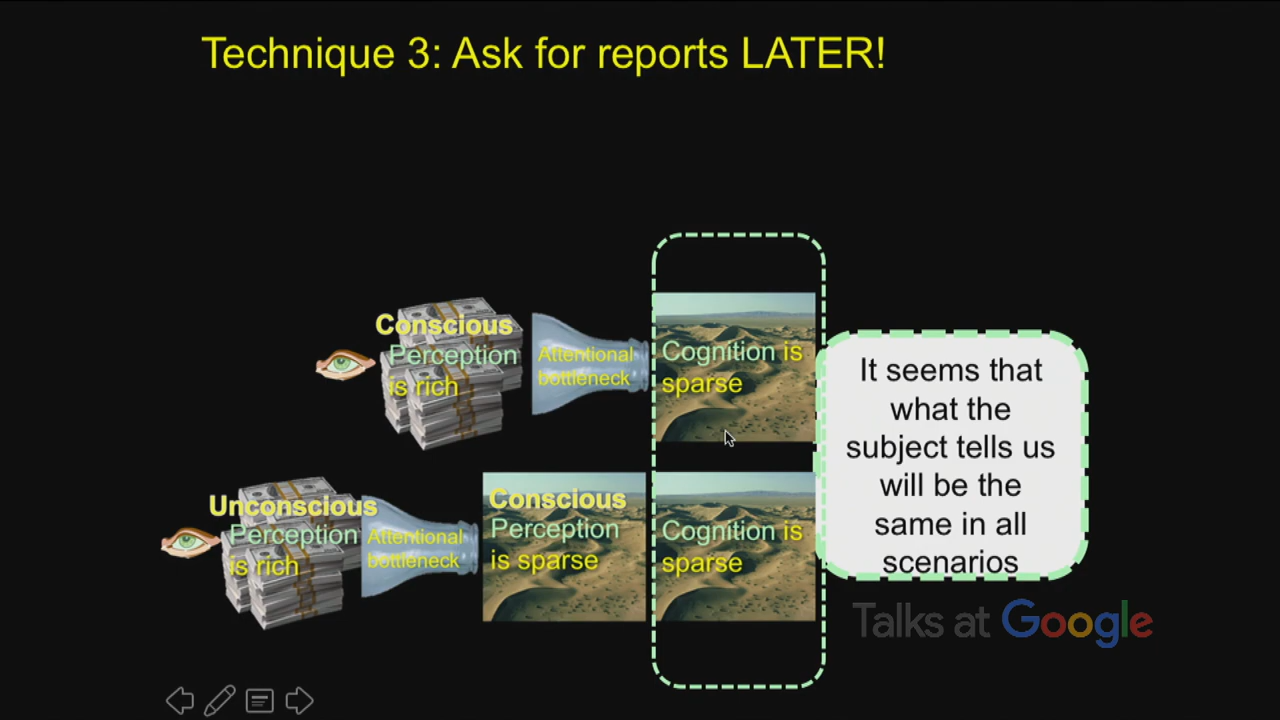 Technique 3: Ask for reports LATER!
Conscious
Perception
is rich
Attentional
bottleneck
Cognition is
sparse
Unconscious
Perception
is rich
Attentional
bottleneck
Conscious
Perception
is sparse
Cognition is
sparse
It seems that
what the
subject tells us
will be the
same in all
scenarios
Talks at Google